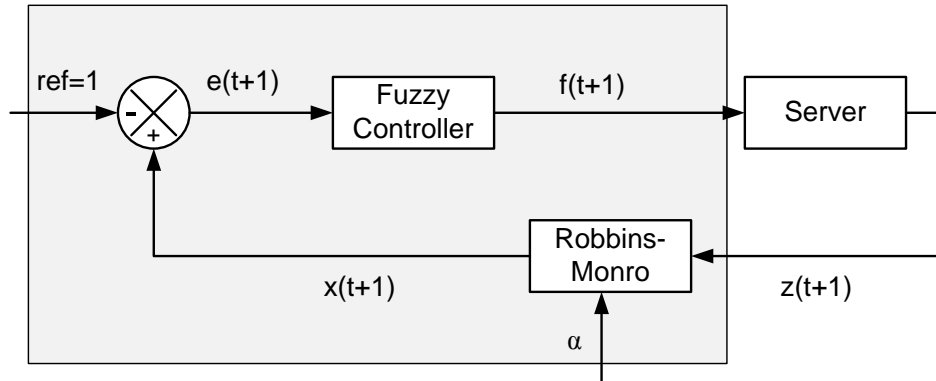 ref=1
-
+
e(t+1)
Fuzzy
Controller
f(t+1)
Server
Robbins-
Monro
x(t+1)
z(t+1)
α